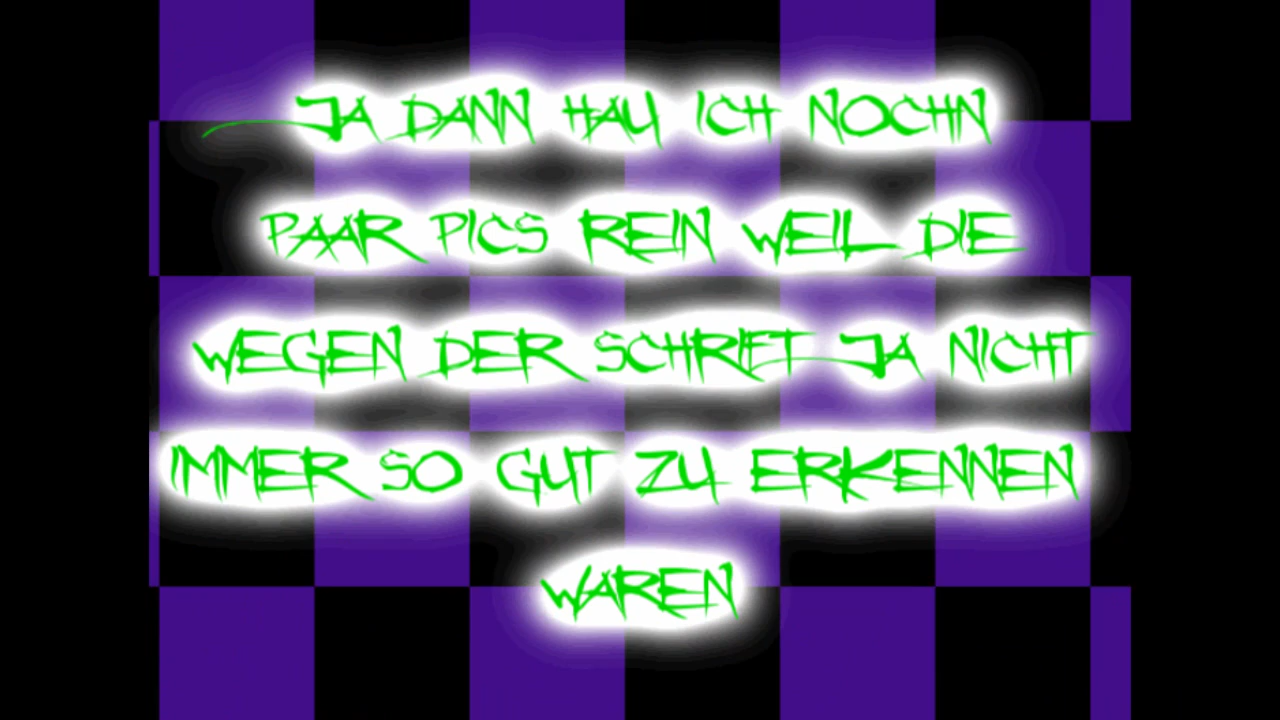 JA DANN HAU ICH NOCHN
PAAR PICS REIN WEIL DIE
WEGEN DER SCHRIFT JA NICHT
IMMER SO GUT ZU ERKENNEN
WAREN